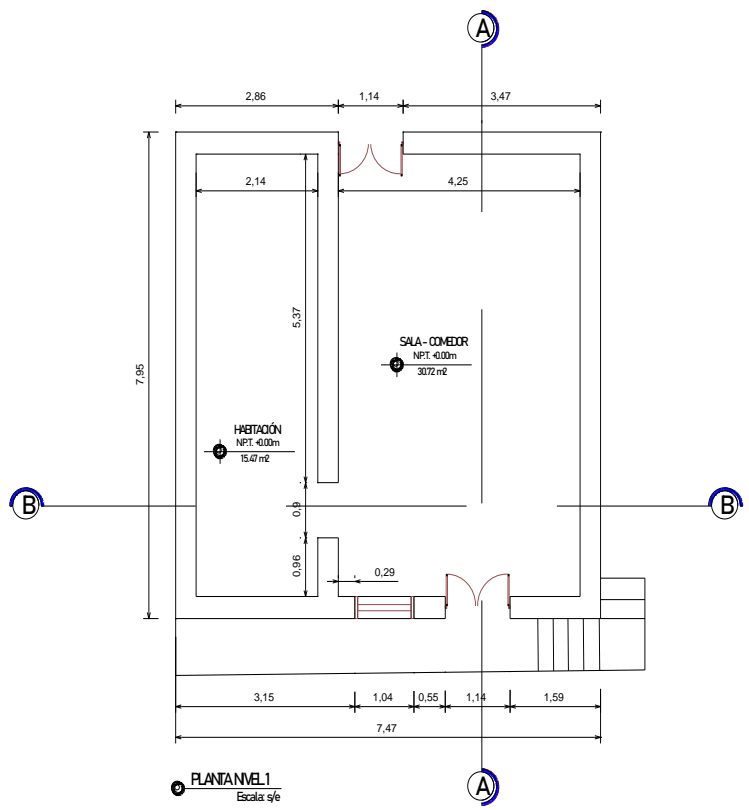 A
2,86
1,14
3,47
2,14
4,25
5,37
7,95
SALA - COMEDOR
N.P.T. +0.00m
30.72 m2
HABITACIÓN
N.P.T. +0.00m
15.47 m2
B
B
0,9
0,96
0,29
3,15
1,04
0,55
1,14
1,59
7,47
PLANTA NIVEL 1
Escala: s/e
A